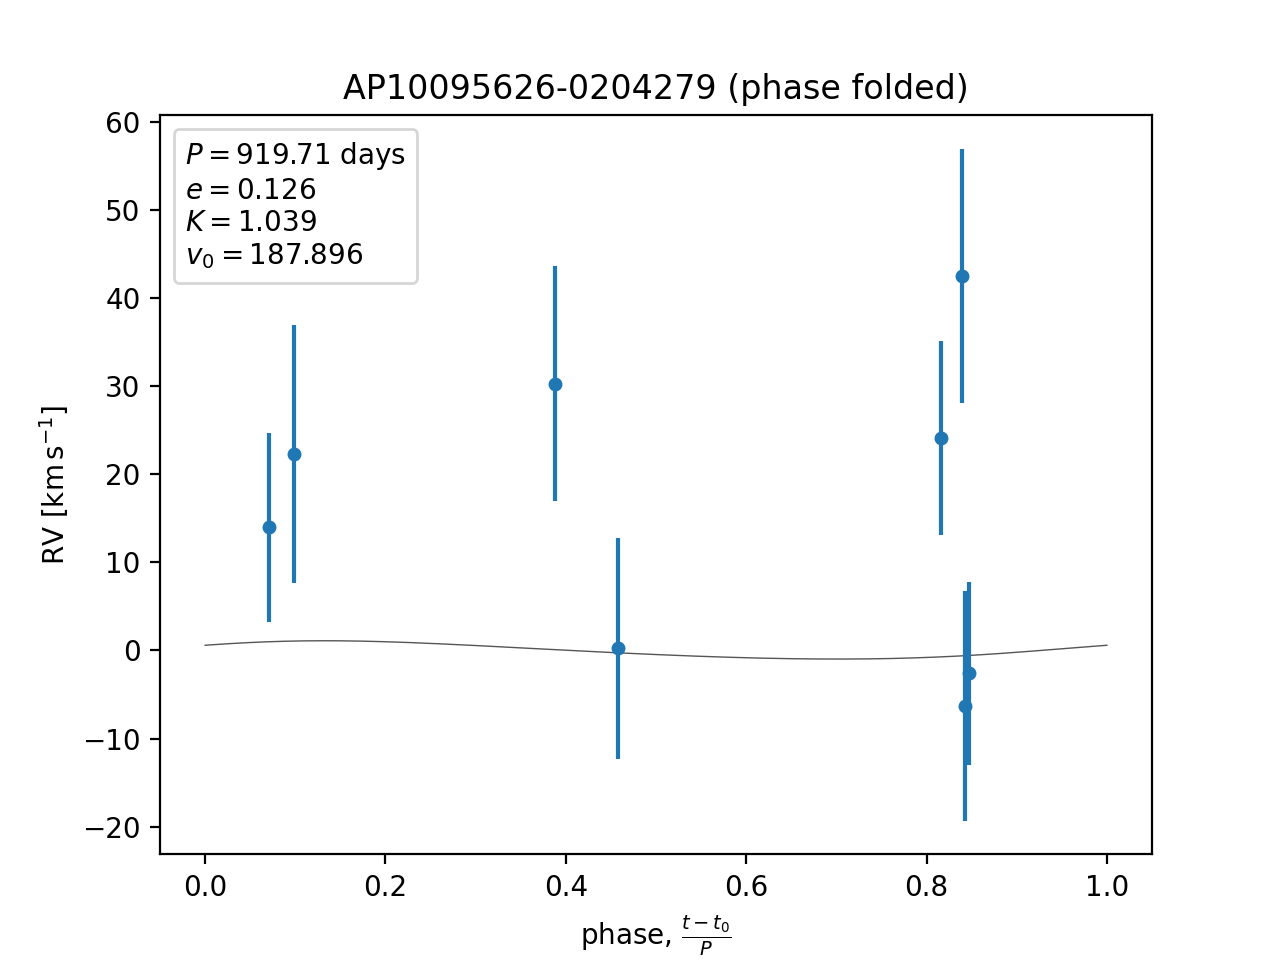 AP10095626-0204279 (phase folded)
P = 919.71 days
e = 0.126
K = 1.039
v₀ = 187.896
60
50
40
30
20
10
0
−10
−20
RV [km s⁻¹]
0.0 0.2 0.4 0.6 0.8 1.0
phase, (t − t₀)/P